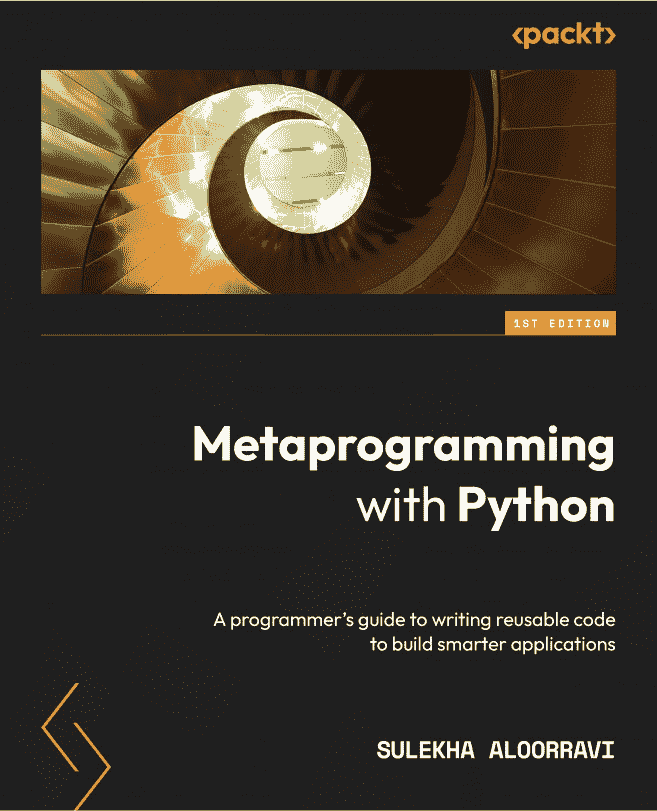 <packt>
1ST EDITION
Metaprogramming
with Python
A programmer's guide to writing reusable code
to build smarter applications
SULEKHA ALOORRAVI